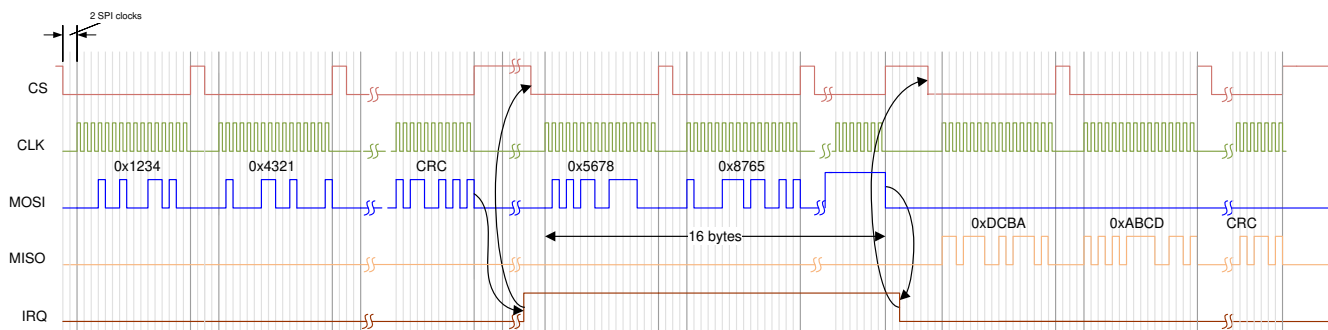 2 SPI clocks
CS
CLK
0x1234 0x4321 CRC 0x5678 0x8765
MOSI
16 bytes
0xDCBA 0xABCD CRC
MISO
IRQ